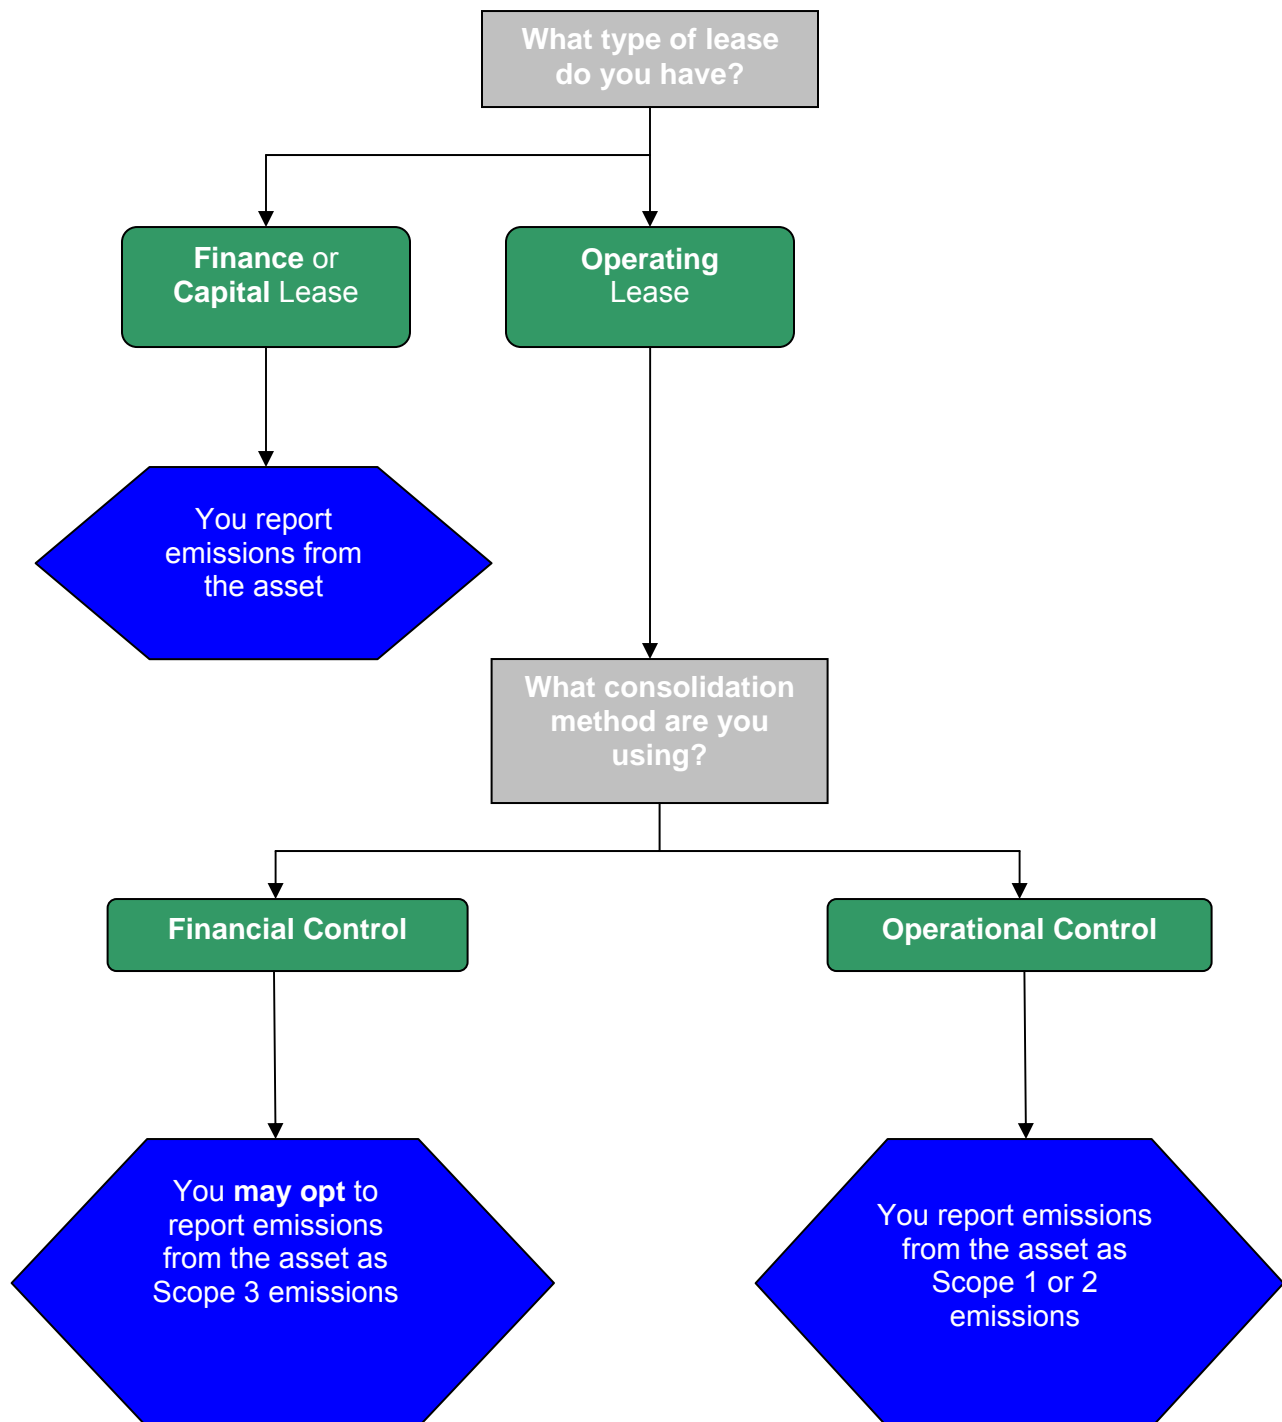 What type of lease
do you have?
Finance or
Capital Lease
Operating
Lease
You report
emissions from
the asset
What consolidation
method are you
using?
Financial Control
Operational Control
You may opt to
report emissions
from the asset as
Scope 3 emissions
You report emissions
from the asset as
Scope 1 or 2
emissions